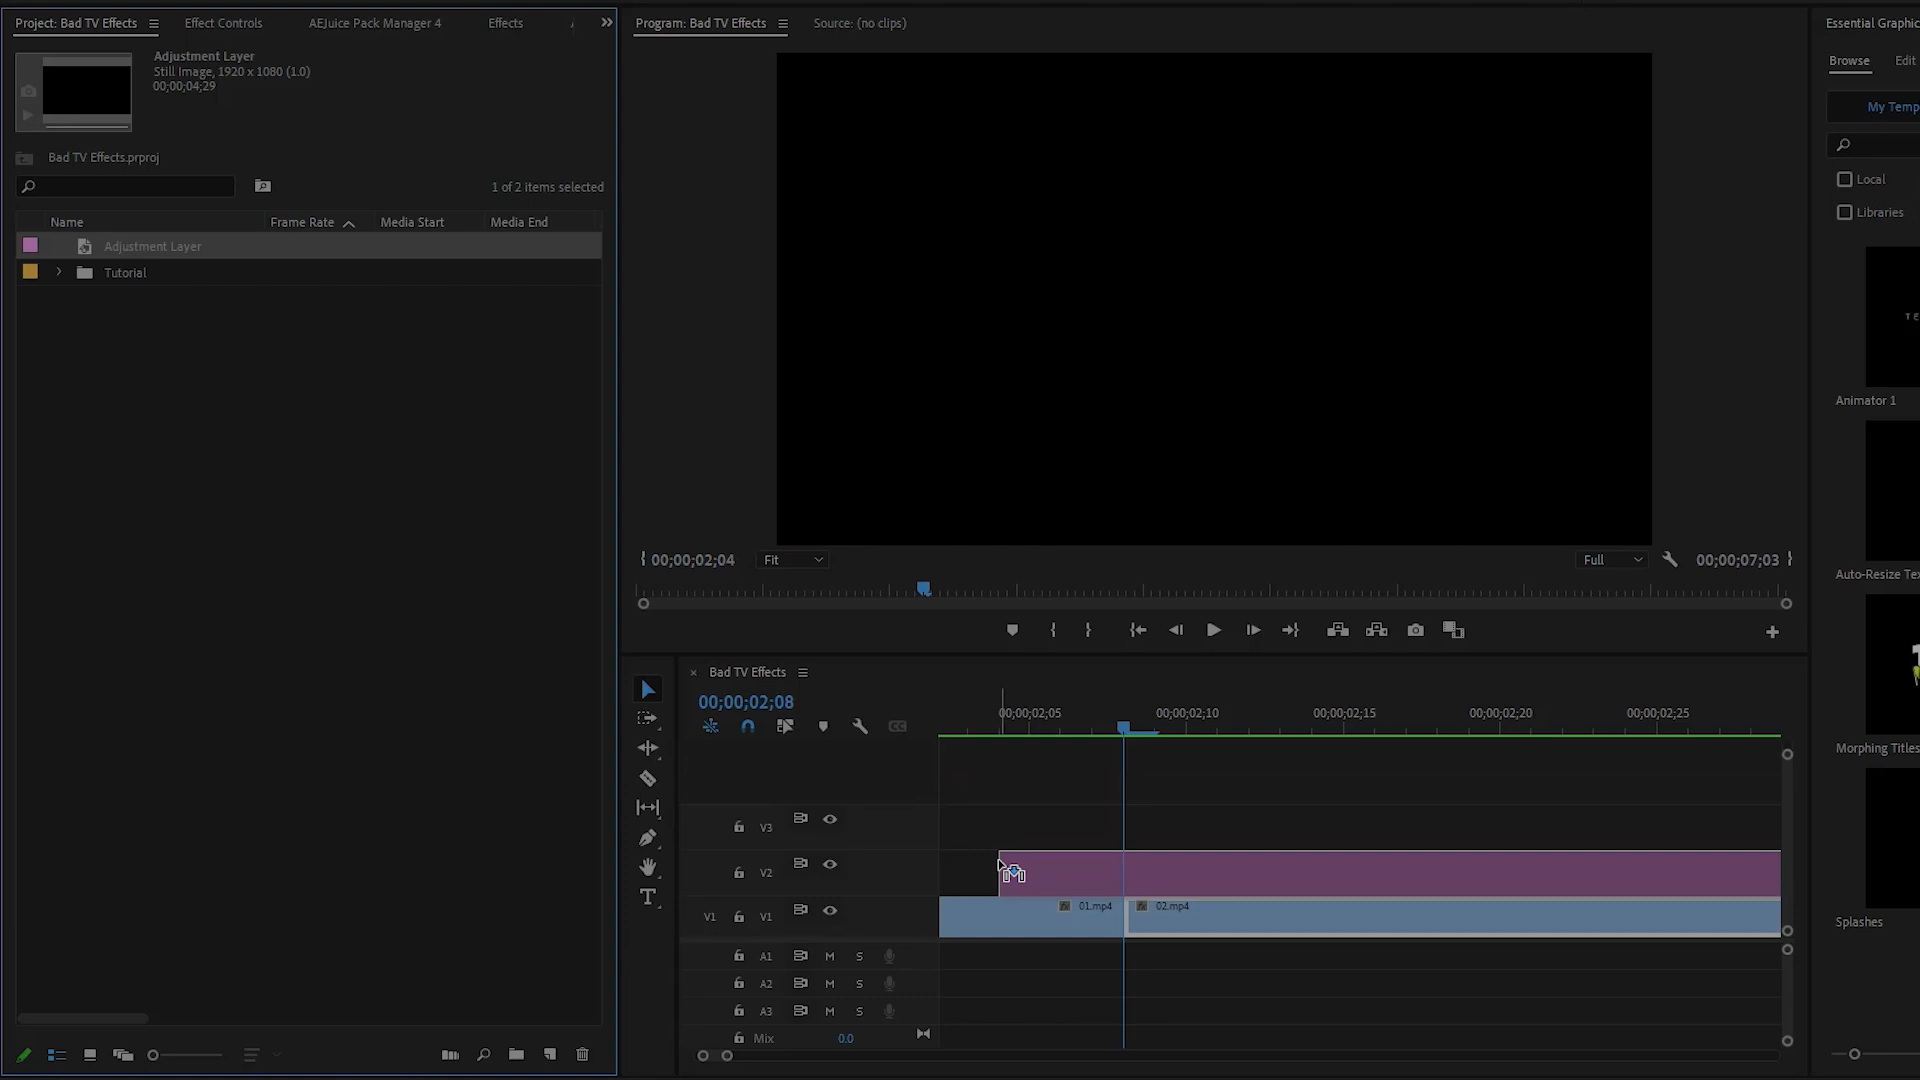 Project: Bad TV Effects
Effect Controls
AEJuice Pack Manager 4
Effects
Adjustment Layer
Still Image, 1920 x 1080 (1.0)
00;00;04;29
Bad TV Effects.prproj
1 of 2 items selected
Name Frame Rate Media Start Media End
Adjustment Layer
Tutorial
Program: Bad TV Effects
Source: (no clips)
00;00;02;04
Fit
Full
00;00;07;03
Bad TV Effects
00;00;02;08
00;00;02;05 00;00;02;10 00;00;02;15 00;00;02;20 00;00;02;25
V3
V2
V1 V1
01.mp4
02.mp4
A1 M S
A2 M S
A3 M S
Mix 0.0
Essential Graphic
Browse Edit
My Temp
Local
Libraries
TE
Animator 1
Auto-Resize Tex
Morphing Titles
Splashes